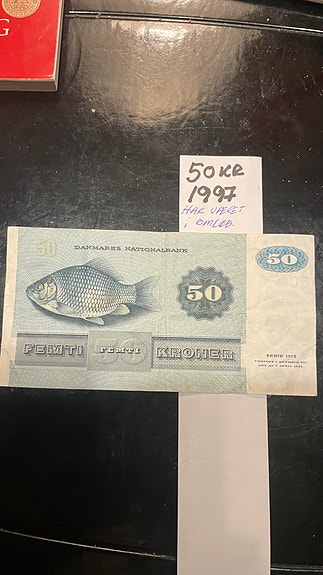 G
50 KR
1997
HAR VÆRET
I OMLØB.
50
DANMARKS NATIONALBANK
50
50
FEMTI
FEMTI
KRONER
SERIE 1972